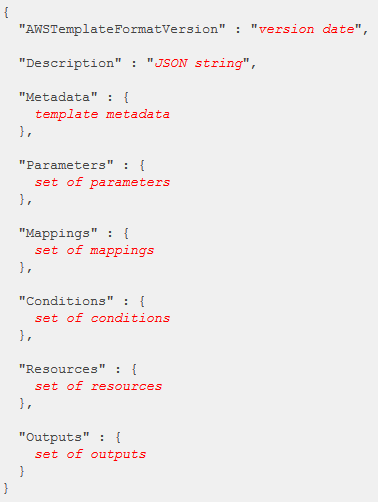 {
"AWSTemplateFormatVersion" : "version date",
"Description" : "JSON string",
"Metadata" : {
template metadata
},
"Parameters" : {
set of parameters
},
"Mappings" : {
set of mappings
},
"Conditions" : {
set of conditions
},
"Resources" : {
set of resources
},
"Outputs" : {
set of outputs
}
}